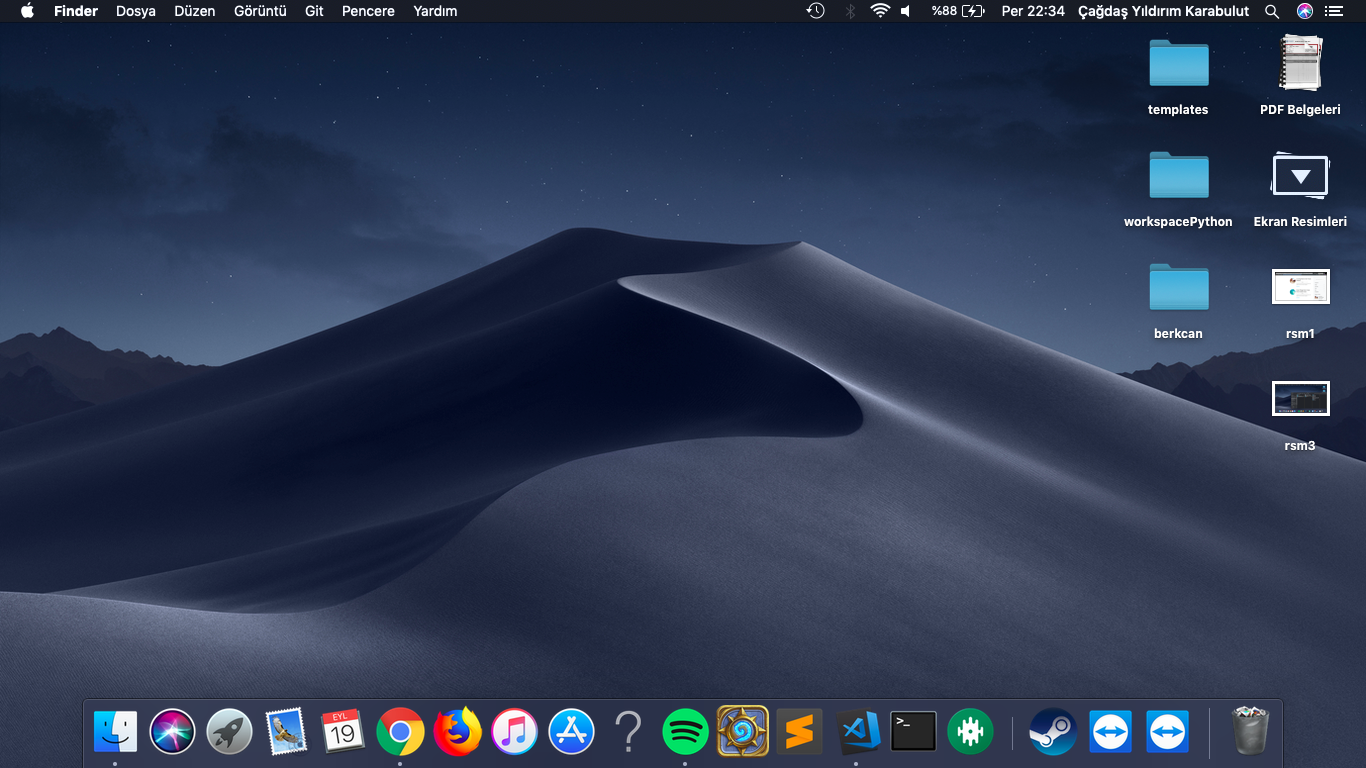 Finder Dosya Düzen Görüntü Git Pencere Yardım %88 Per 22:34 Çağdaş Yıldırım Karabulut
templates PDF Belgeleri
workspacePython Ekran Resimleri
berkcan rsm1
rsm3
EYL
19
>_